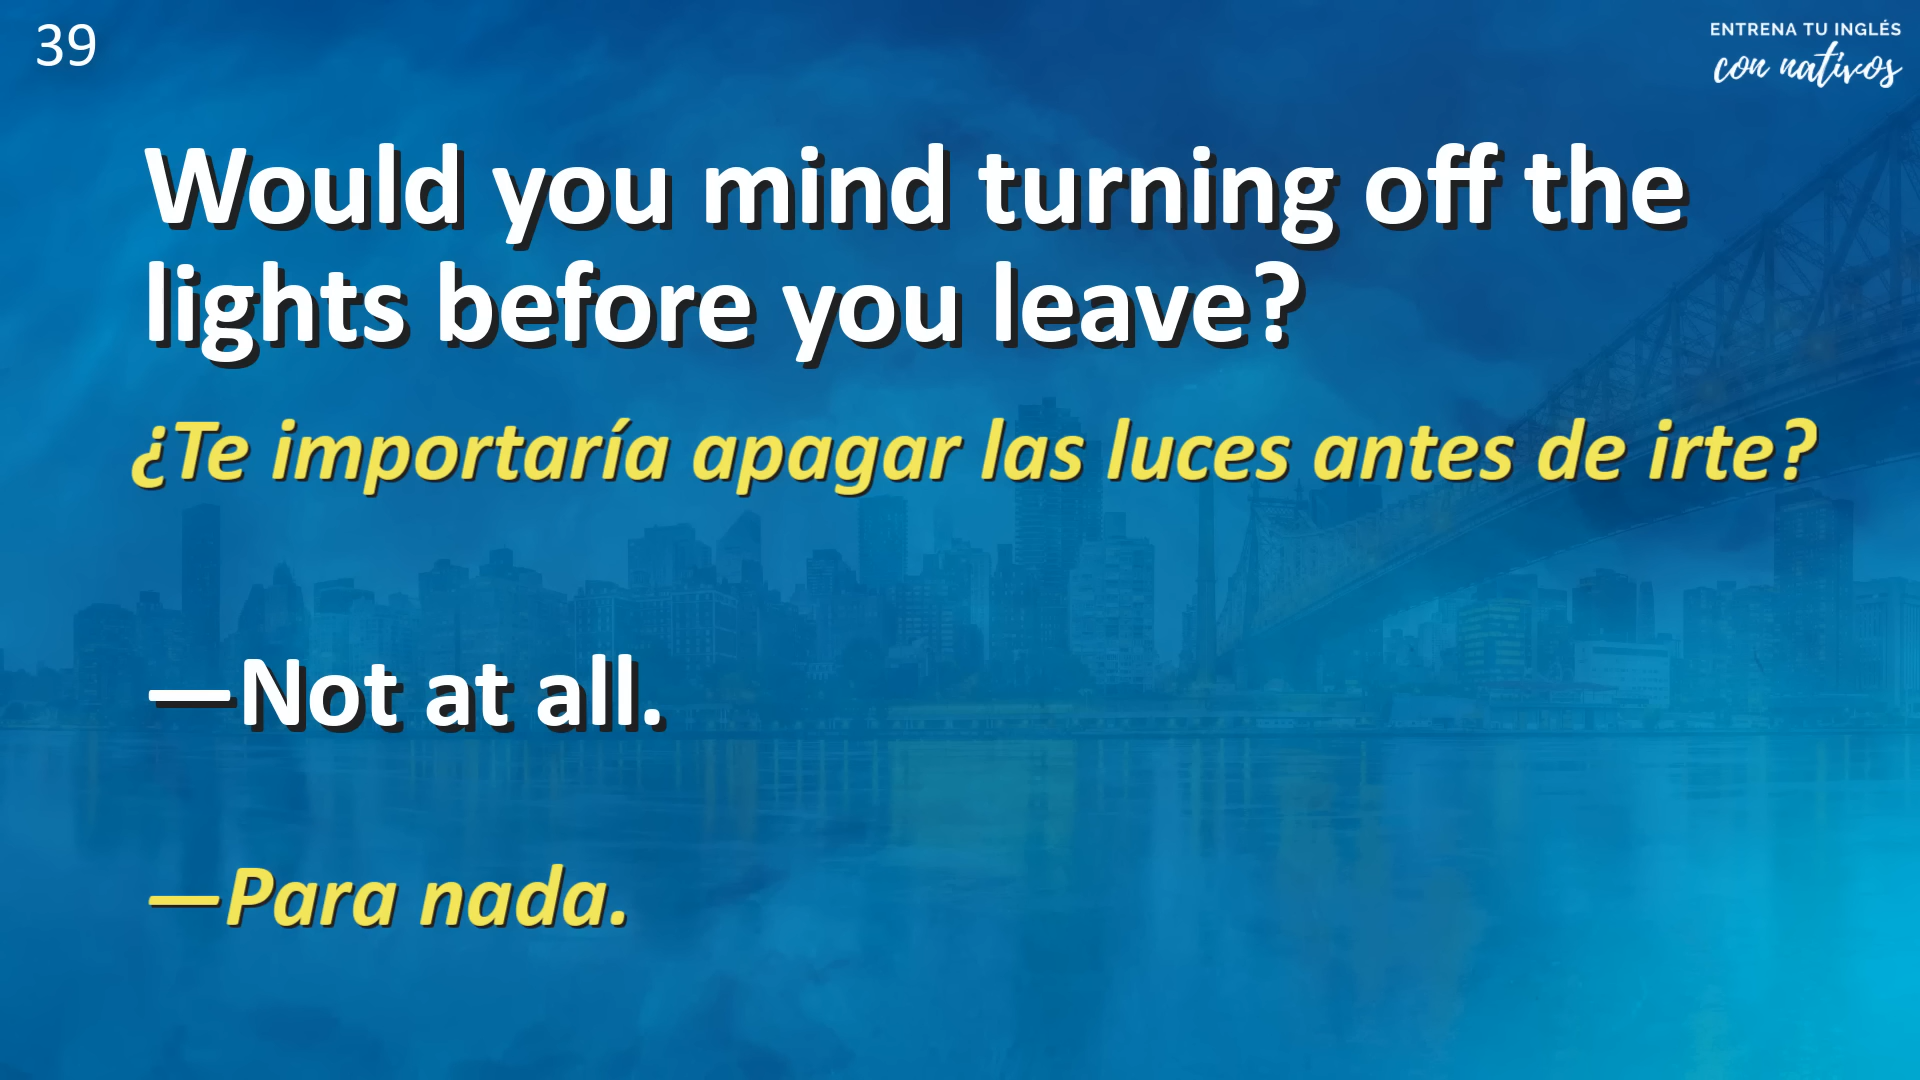 39
ENTRENA TU INGLÉS
con nativos
Would you mind turning off the
lights before you leave?
¿Te importaría apagar las luces antes de irte?
—Not at all.
—Para nada.